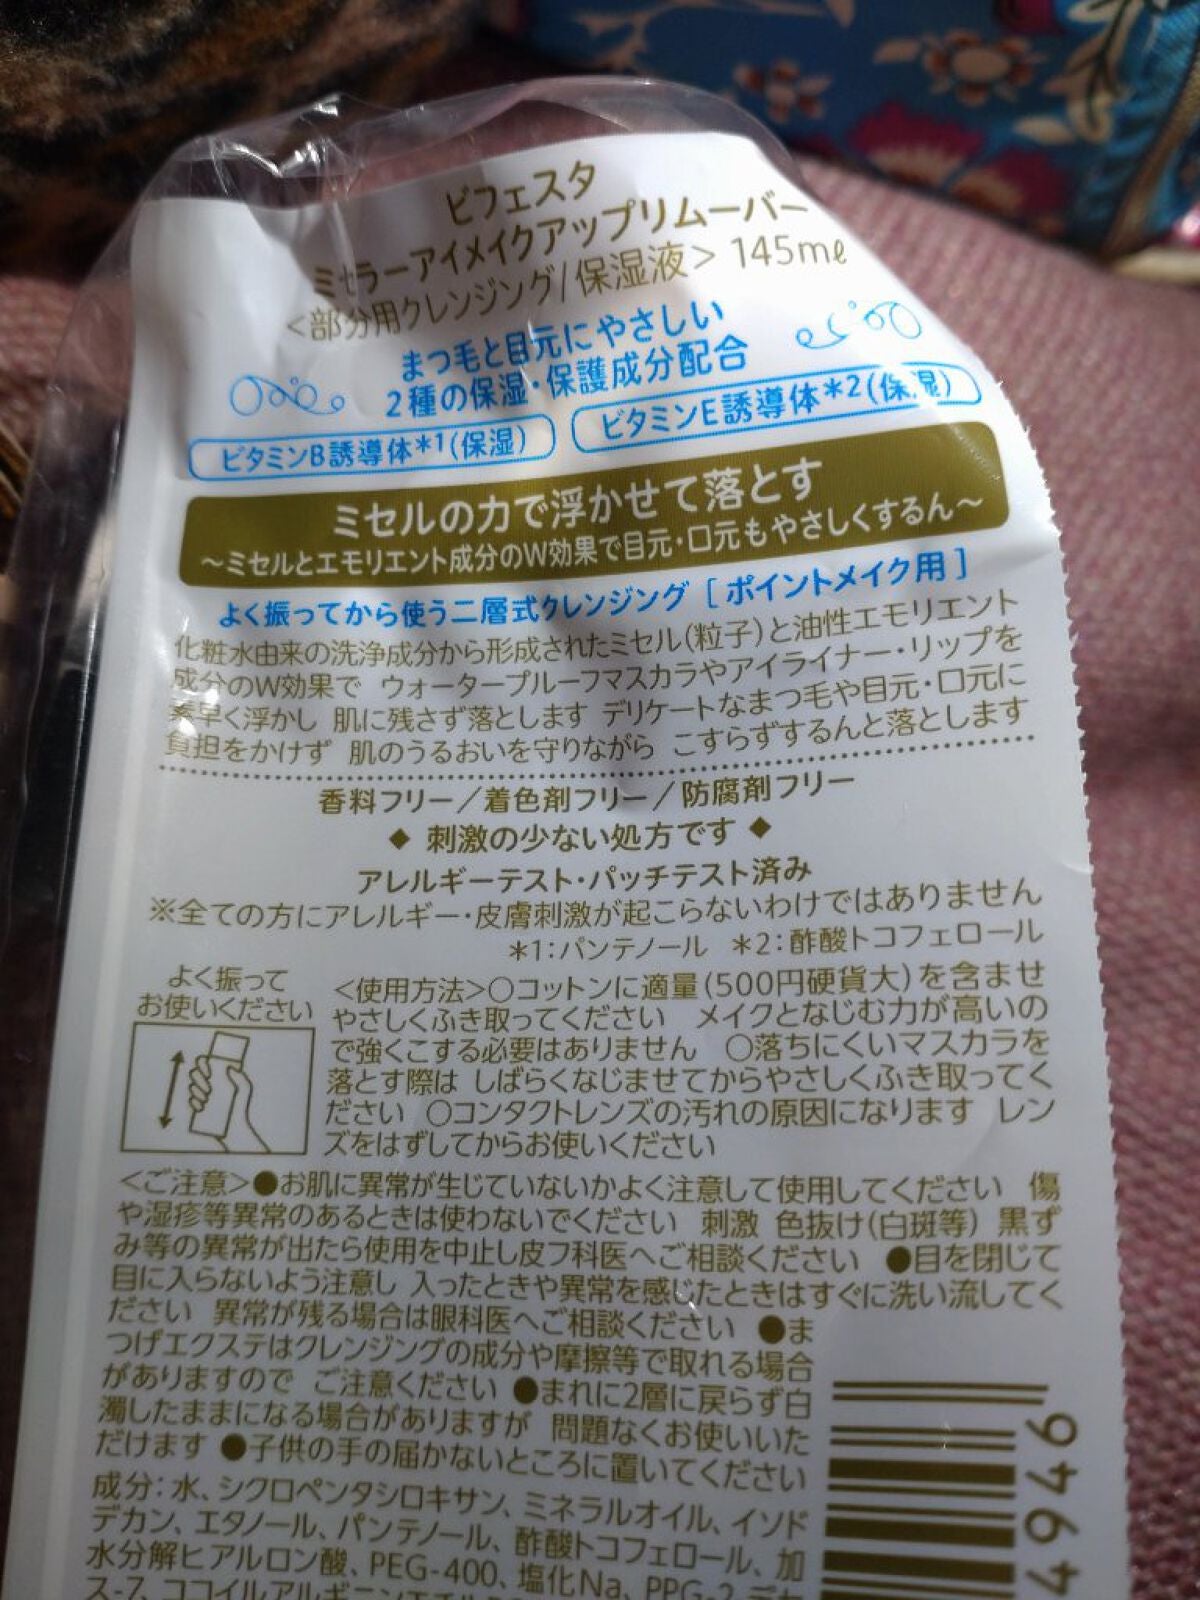 ビフェスタ
ミセラーアイメイクアップリムーバー
<部分用クレンジング/保湿液> 145mℓ
まつ毛と目元にやさしい
2種の保湿・保護成分配合
ビタミンB誘導体*1(保湿)
ビタミンE誘導体*2(保湿)
ミセルの力で浮かせて落とす
～ミセルとエモリエント成分のW効果で目元・口元もやさしくするん～
よく振ってから使う二層式クレンジング [ポイントメイク用]
化粧水由来の洗浄成分から形成されたミセル(粒子)と油性エモリエント
成分のW効果で ウォータープルーフマスカラやアイライナー・リップを
素早く浮かし 肌に残さず落とします デリケートなまつ毛や目元・口元に
負担をかけず 肌のうるおいを守りながら こすらずするんと落とします
香料フリー/着色剤フリー/防腐剤フリー
◆ 刺激の少ない処方です ◆
アレルギーテスト・パッチテスト済み
※全ての方にアレルギー・皮膚刺激が起こらないわけではありません
*1:パンテノール *2:酢酸トコフェロール
よく振って
お使いください
<使用方法>○コットンに適量(500円硬貨大)を含ませ
やさしくふき取ってください メイクとなじむ力が高いの
で強くこする必要はありません ○落ちにくいマスカラを
落とす際は しばらくなじませてからやさしくふき取ってく
ださい ○コンタクトレンズの汚れの原因になります レン
ズをはずしてからお使いください
<ご注意>●お肌に異常が生じていないかよく注意して使用してください 傷
や湿疹等異常のあるときは使わないでください 刺激 色抜け(白斑等) 黒ず
み等の異常が出たら使用を中止し皮フ科医へご相談ください ●目を閉じて
目に入らないよう注意し 入ったときや異常を感じたときはすぐに洗い流してく
ださい 異常が残る場合は眼科医へご相談ください ●ま
つげエクステはクレンジングの成分や摩擦等で取れる場合
がありますので ご注意ください ●まれに2層に戻らず白
濁したままになる場合がありますが 問題なくお使いいた
だけます ●子供の手の届かないところに置いてください
成分：水、シクロペンタシロキサン、ミネラルオイル、イソド
デカン、エタノール、パンテノール、酢酸トコフェロール、加
水分解ヒアルロン酸、PEG-400、塩化Na、PPG-2
ス-7、ココイルアルギニンエチル
4964